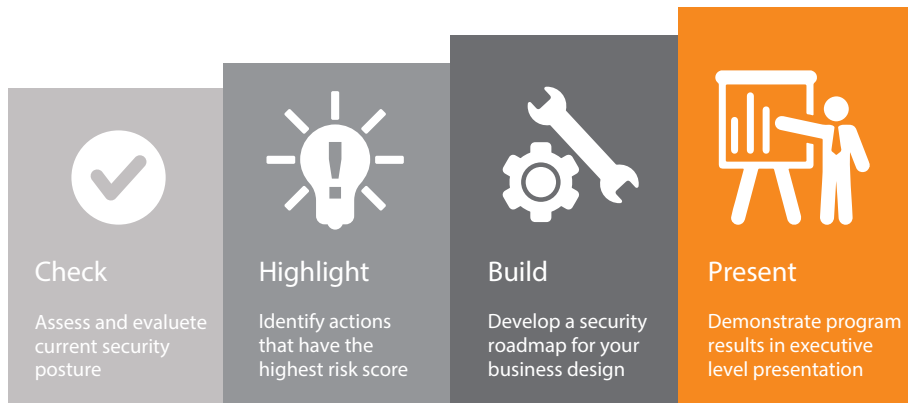 Check
Assess and evaluete
current security
posture
Highlight
Identify actions
that have the
highest risk score
Build
Develop a security
roadmap for your
business design
Present
Demonstrate program
results in executive
level presentation